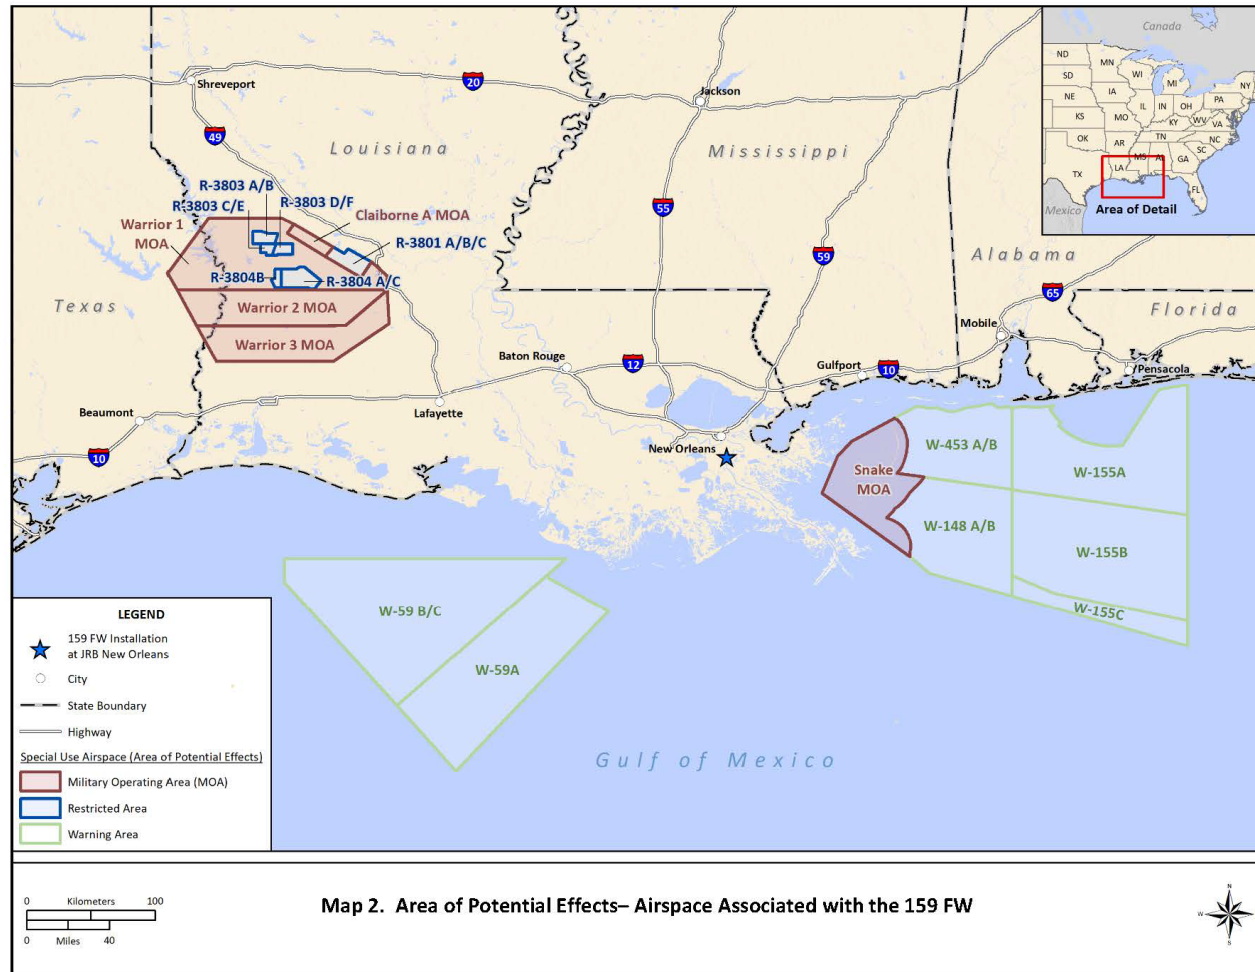 Canada
ND
MN
SD
WI
MI
NY
NE
IA
PA
IL
IN
OH
KS
MO
WV
VA
KY
OK
AR
TN
NC
SC
MS
AL
GA
TX
LA
FL
Mexico
Area of Detail
Shreveport
20
Jackson
49
Louisiana
Mississippi
R-3803 A/B
R-3803 C/E
R-3803 D/F
Claiborne A MOA
55
Warrior 1
MOA
R-3801 A/B/C
59
Alabama
R-3804B
R-3804 A/C
65
Texas
Warrior 2 MOA
Florida
Mobile
Warrior 3 MOA
Baton Rouge
12
Gulfport
10
Pensacola
Beaumont
Lafayette
New Orleans
10
W-453 A/B
Snake
MOA
W-155A
W-148 A/B
W-155B
W-59 B/C
W-155C
W-59A
Gulf of Mexico
LEGEND
159 FW Installation
at JRB New Orleans
City
State Boundary
Highway
Special Use Airspace (Area of Potential Effects)
Military Operating Area (MOA)
Restricted Area
Warning Area
0 Kilometers 100
0 Miles 40
Map 2. Area of Potential Effects– Airspace Associated with the 159 FW
N
W E
S